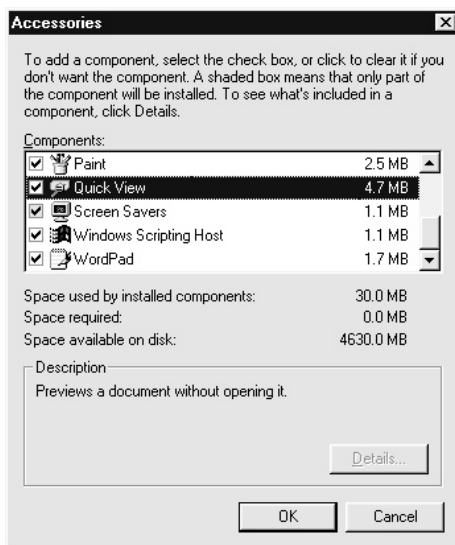 Accessories
To add a component, select the check box, or click to clear it if you
don't want the component. A shaded box means that only part of
the component will be installed. To see what's included in a
component, click Details.
Components:
Paint 2.5 MB
Quick View 4.7 MB
Screen Savers 1.1 MB
Windows Scripting Host 1.1 MB
WordPad 1.7 MB
Space used by installed components: 30.0 MB
Space required: 0.0 MB
Space available on disk: 4630.0 MB
Description
Previews a document without opening it.
Details...
OK Cancel